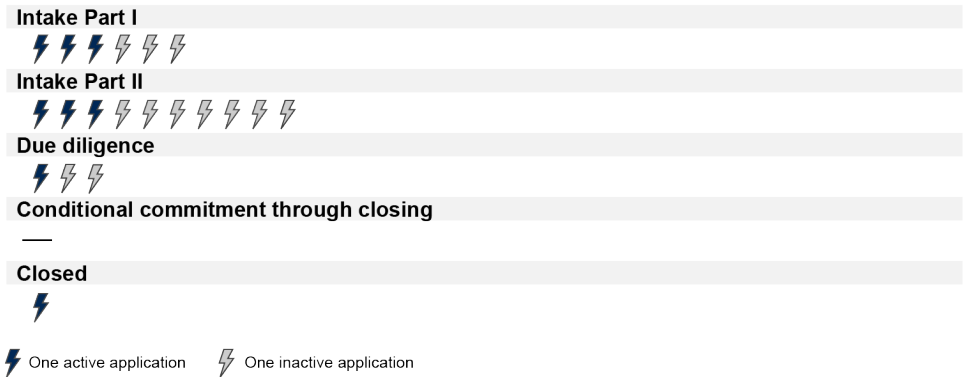 Intake Part I
Intake Part II
Due diligence
Conditional commitment through closing
—
Closed
One active application One inactive application